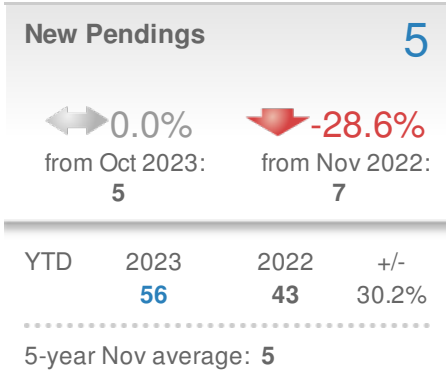 New Pendings 5
0.0% -28.6%
from Oct 2023: from Nov 2022:
5 7
YTD 2023 2022 +/-
56 43 30.2%
5-year Nov average: 5